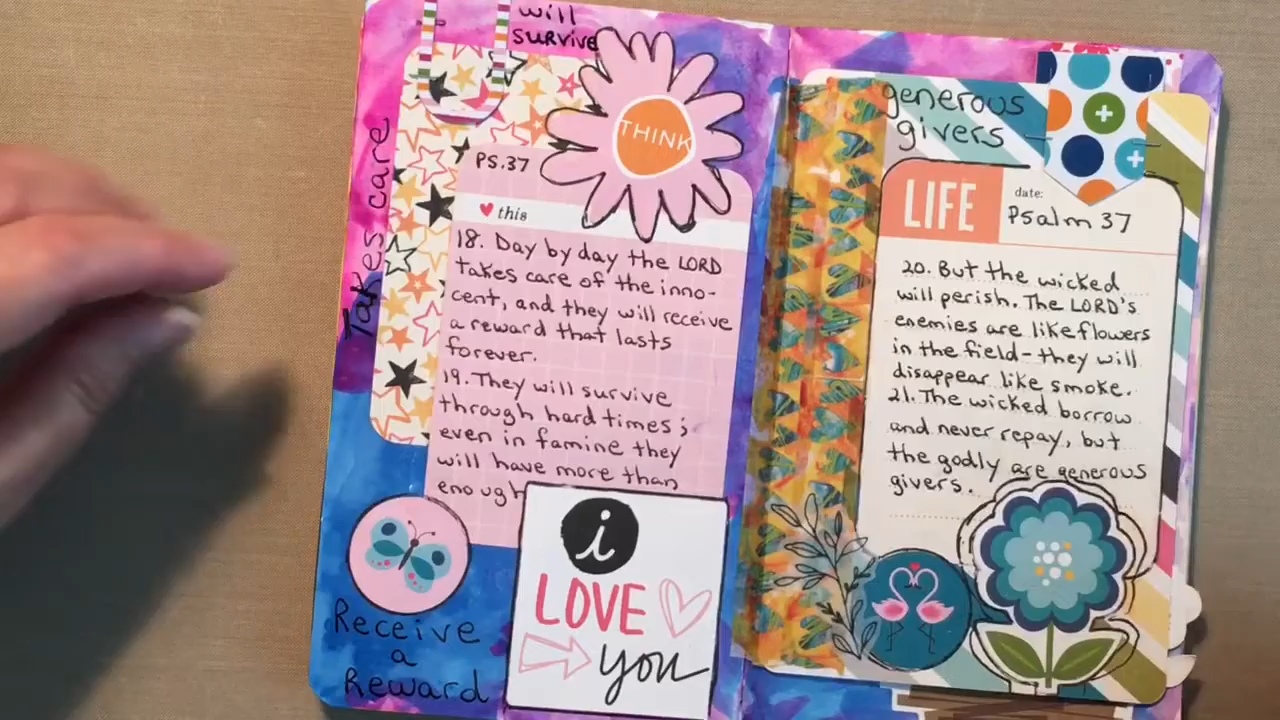 will
survive
Takes care
THINK
PS.37
this
18. Day by day the LORD
takes care of the inno-
cent, and they will receive
a reward that lasts
forever.
19. They will survive
through hard times;
even in famine they
will have more than
enough
i
LOVE
you
Receive
a
Reward
generous
givers
LIFE
date:
Psalm 37
20. But the wicked
will perish. The LORD'S
enemies are like flowers
in the field-they will
disappear like smoke.
21. The wicked borrow
and never repay, but
the godly are generous
givers...